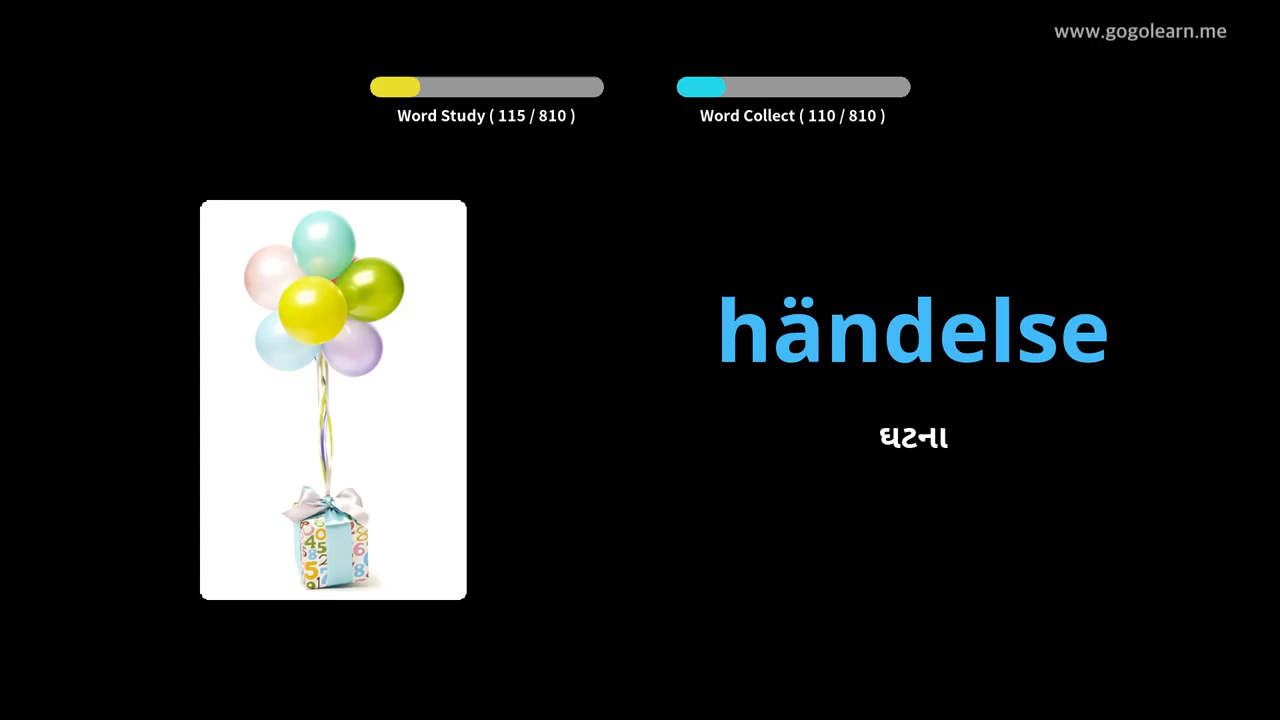 www.gogolearn.me
Word Study ( 115 / 810 )
Word Collect ( 110 / 810 )
händelse
ઘટના